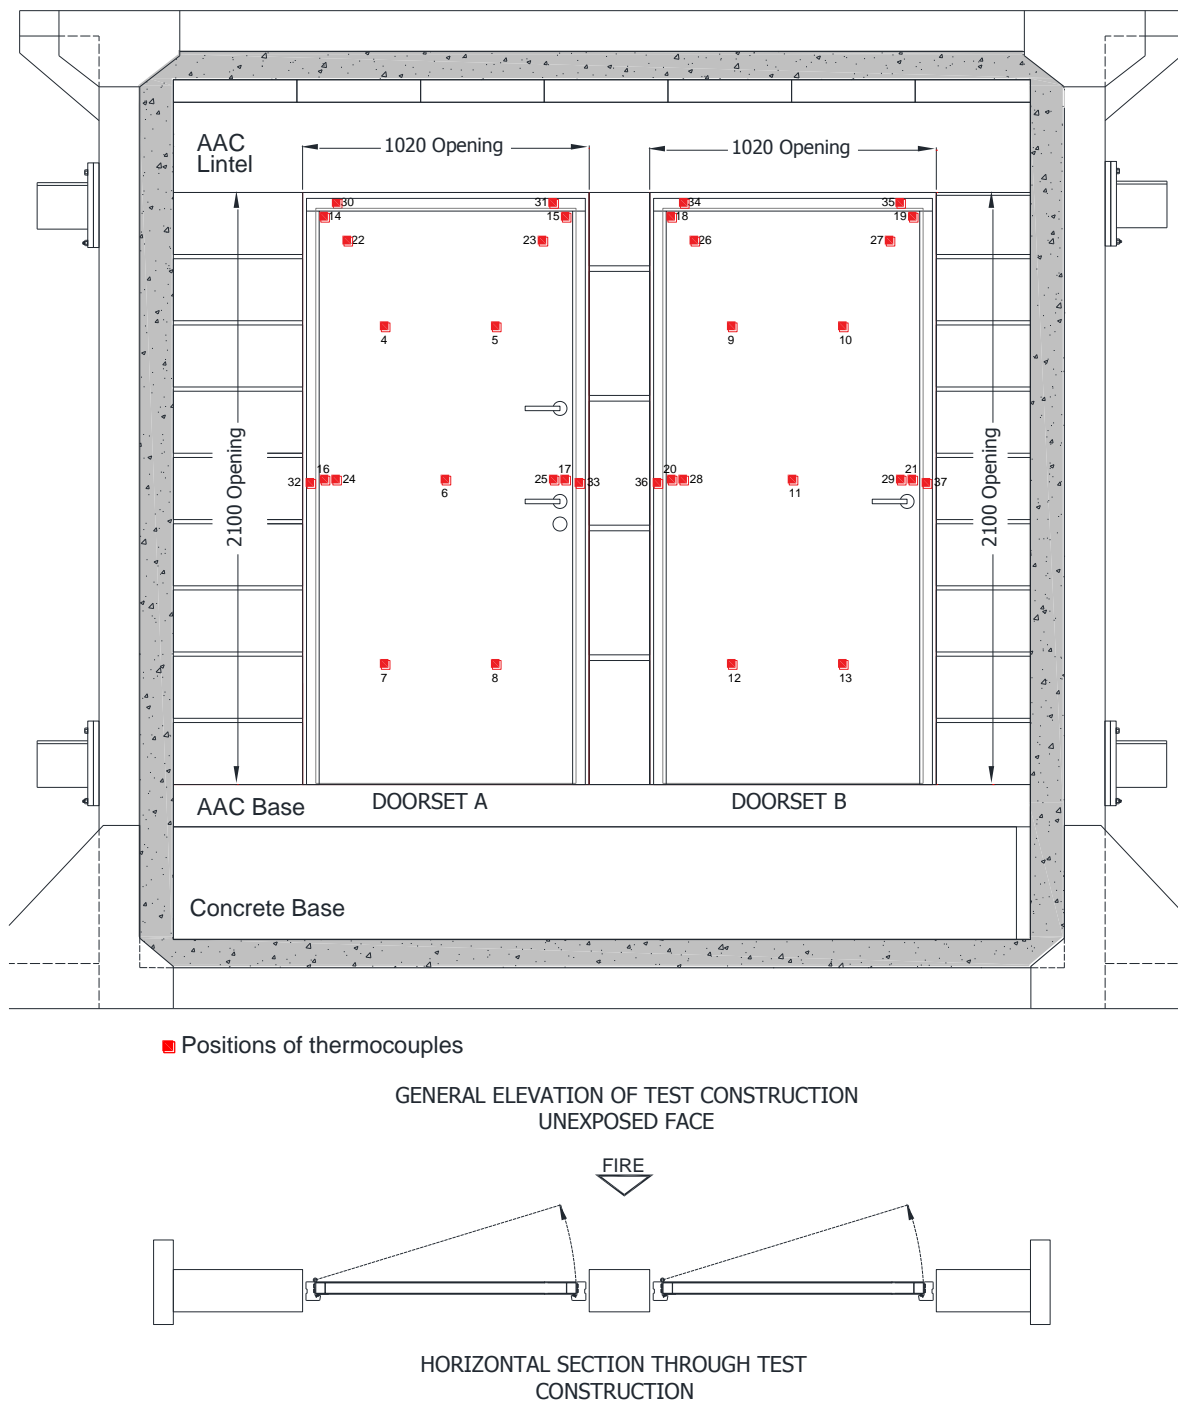 AAC
Lintel
1020 Opening
1020 Opening
30
31
34
35
14
15
18
19
22
23
26
27
4
5
9
10
2100 Opening
2100 Opening
16
17
20
21
32
24
6
25
33
36
28
11
29
37
7
8
12
13
AAC Base
DOORSET A
DOORSET B
Concrete Base
Positions of thermocouples
GENERAL ELEVATION OF TEST CONSTRUCTION
UNEXPOSED FACE
FIRE
HORIZONTAL SECTION THROUGH TEST
CONSTRUCTION